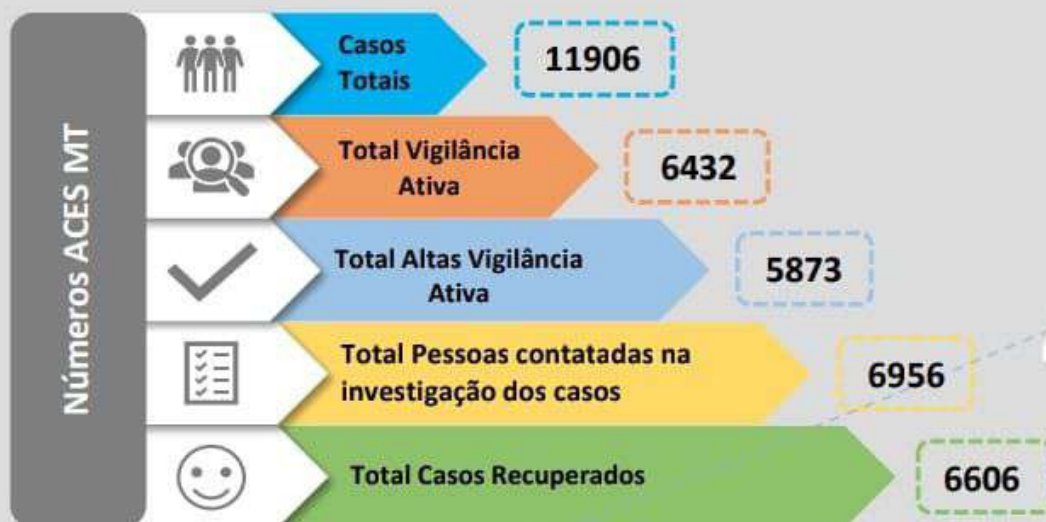 Números ACES MT
Casos
Totais
11906
Total Vigilância
Ativa
6432
Total Altas Vigilância
Ativa
5873
Total Pessoas contatadas na
investigação dos casos
6956
Total Casos Recuperados
6606